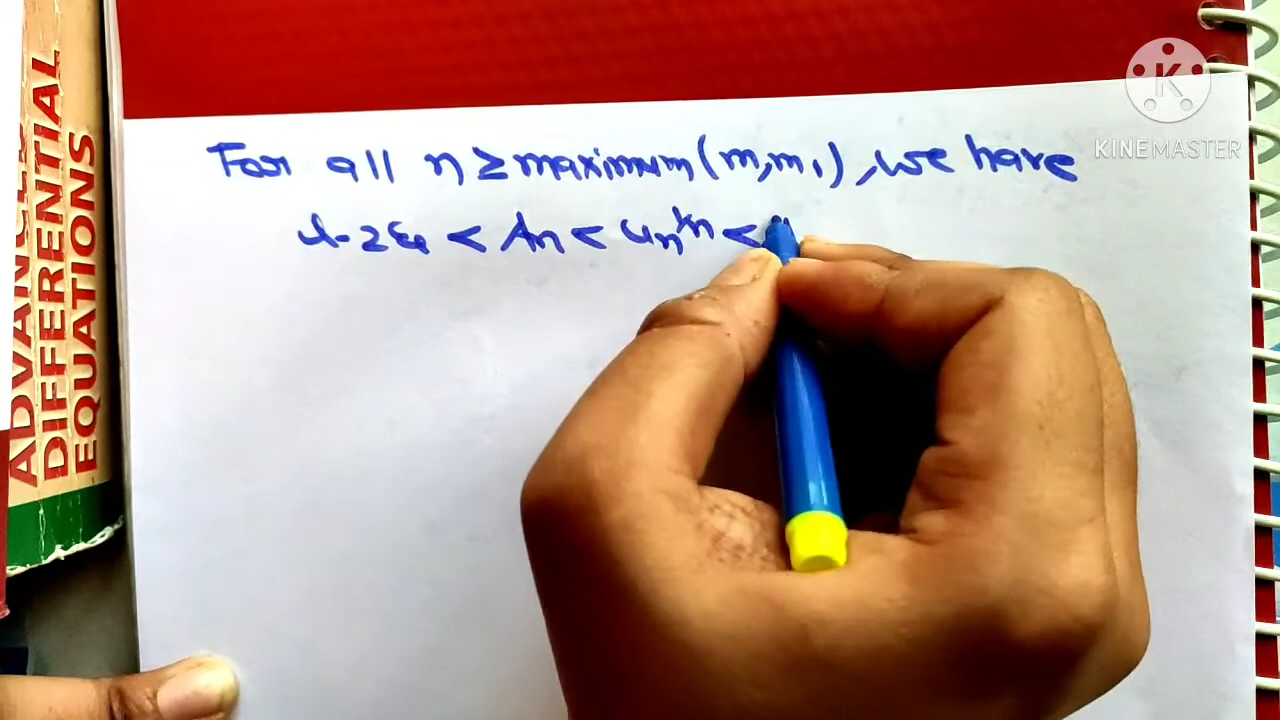 ADVANCED
DIFFERENTIAL
EQUATIONS
KINEMASTER
For all n ≥ maximum(m, m₁), we have
l - 2ε < An < Un^1/n <